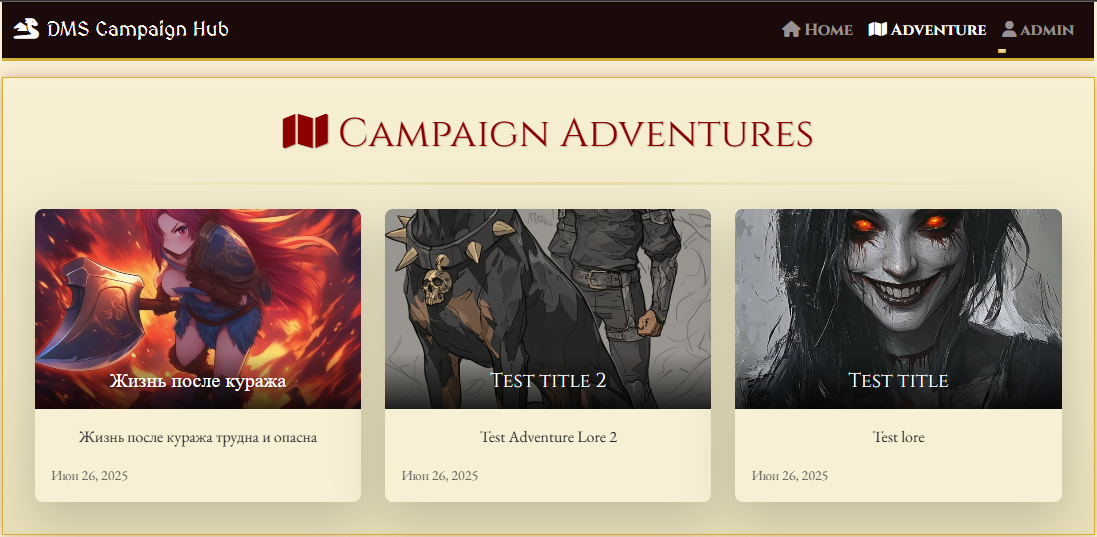 DMS Campaign Hub
Home
Adventure
admin
Campaign Adventures
Жизнь после куража
Test title 2
Test title
Жизнь после куража трудна и опасна
Test Adventure Lore 2
Test lore
Июн 26, 2025
Июн 26, 2025
Июн 26, 2025